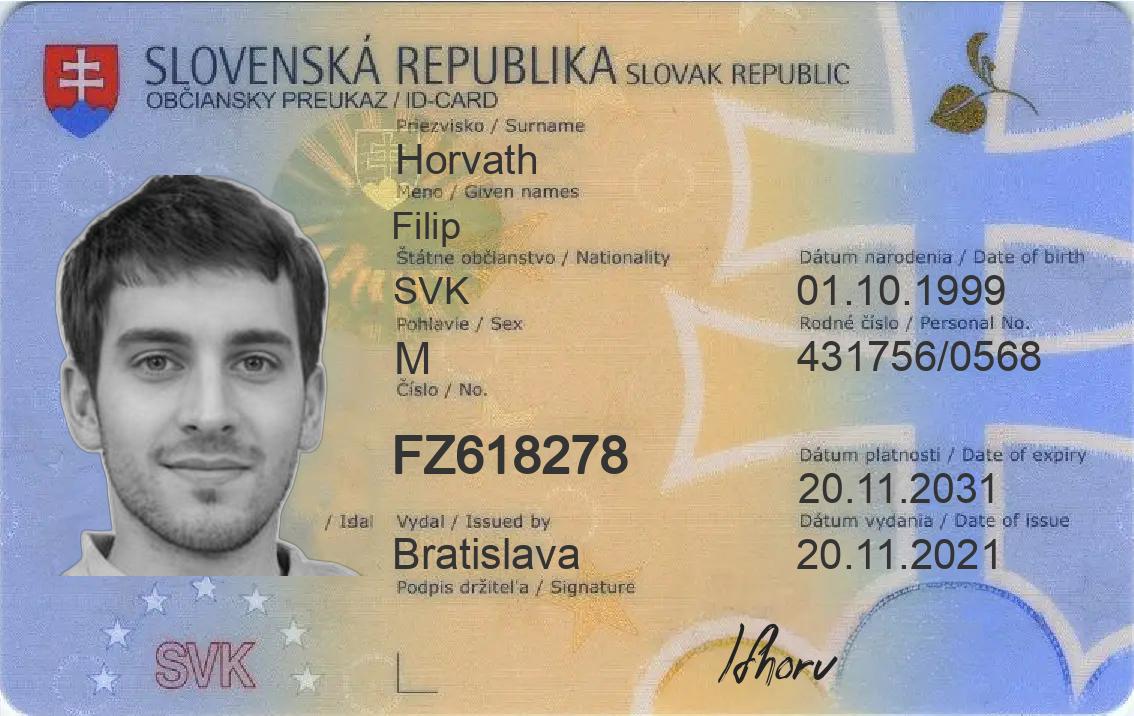 SLOVENSKÁ REPUBLIKA SLOVAK REPUBLIC
OBČIANSKY PREUKAZ / ID-CARD
Priezvisko / Surname
Horvath
Meno / Given names
Filip
Štátne občianstvo / Nationality
SVK
Dátum narodenia / Date of birth
01.10.1999
Pohlavie / Sex
M
Rodné číslo / Personal No.
431756/0568
Číslo / No.
FZ618278
Dátum platnosti / Date of expiry
20.11.2031
/ Idal
Vydal / Issued by
Bratislava
Dátum vydania / Date of issue
20.11.2021
Podpis držiteľa / Signature
SVK